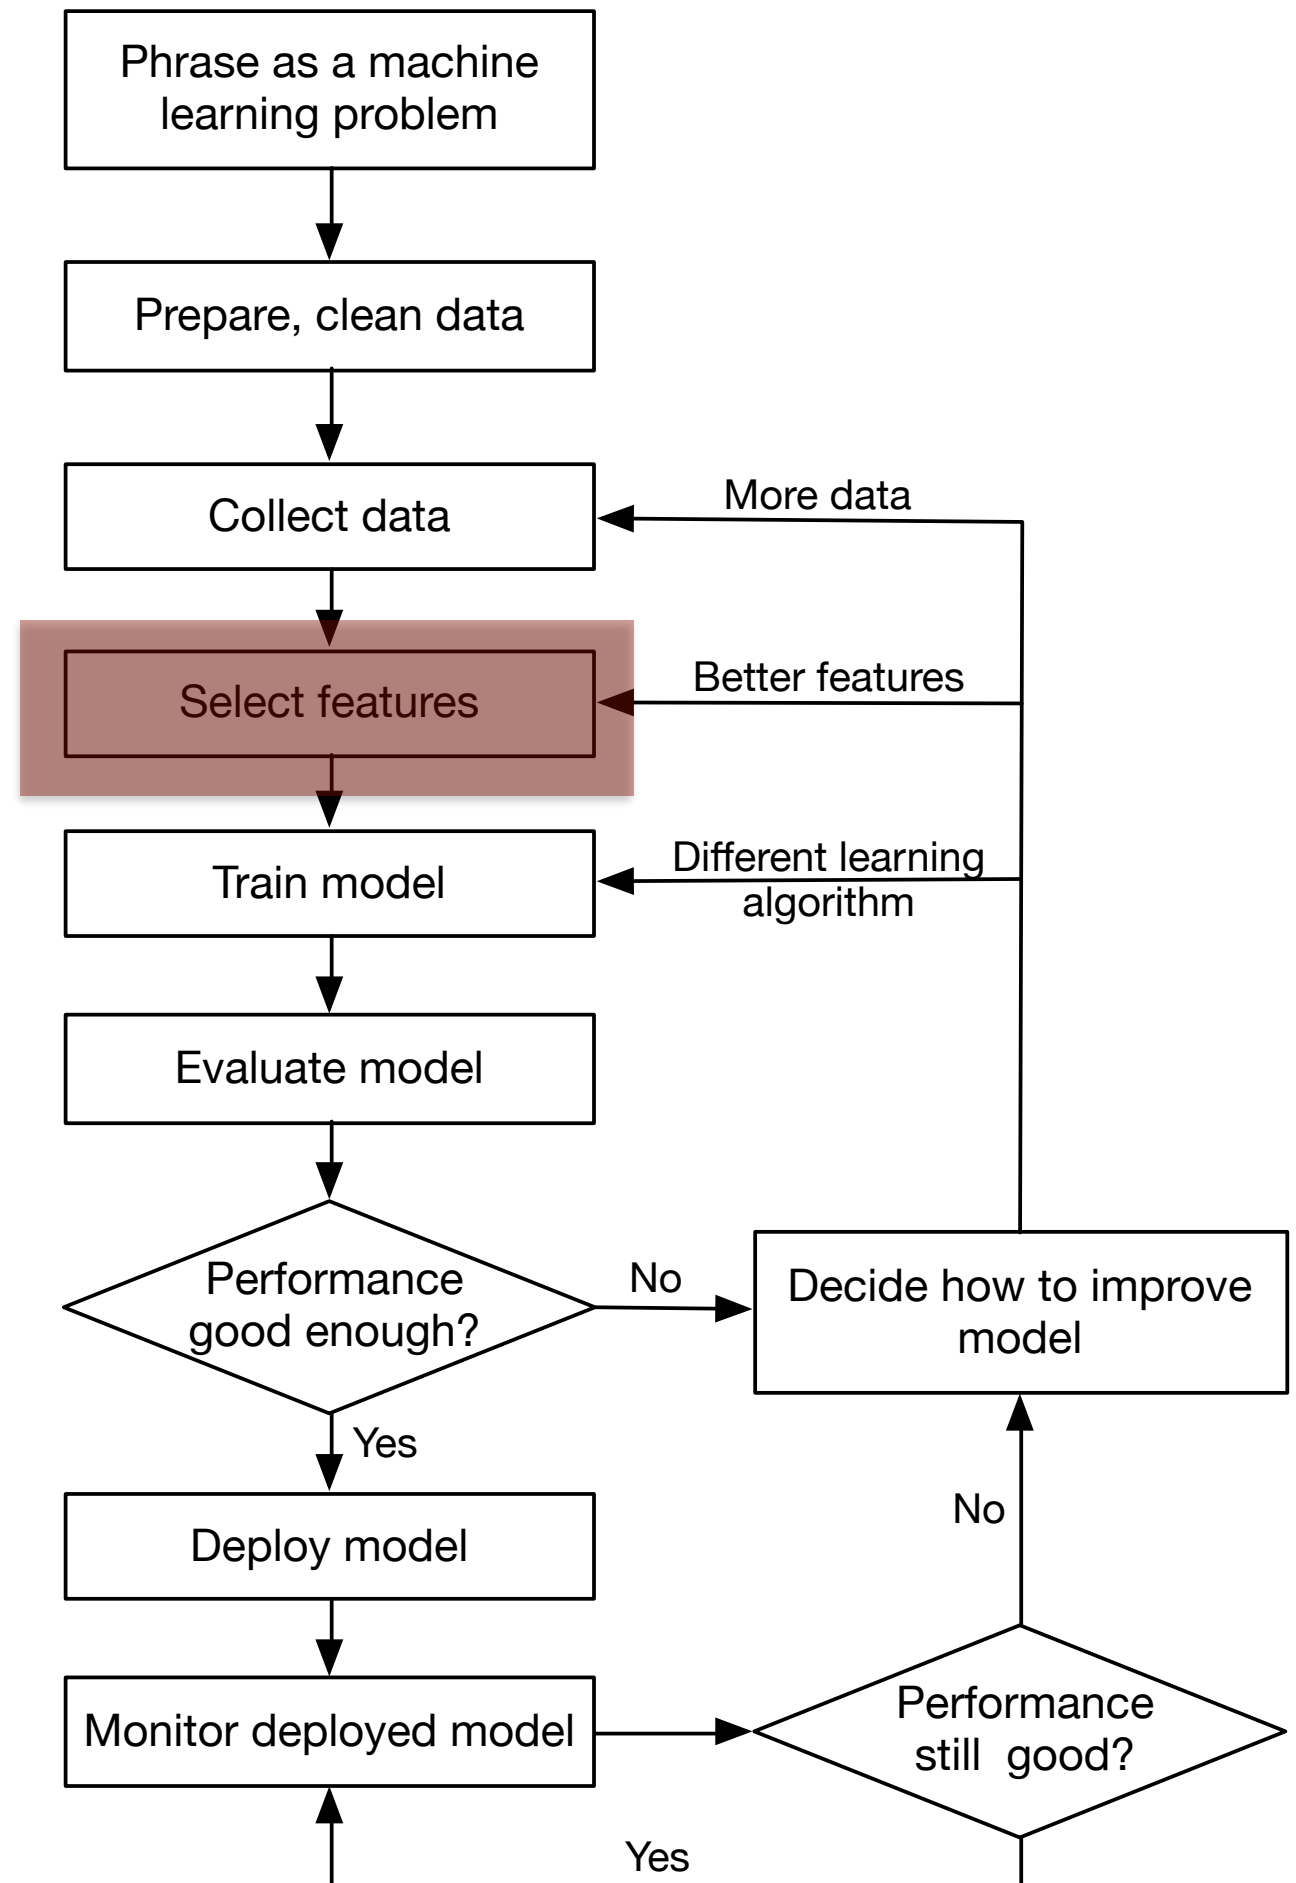 Phrase as a machine
learning problem
Prepare, clean data
Collect data
More data
Select features
Better features
Train model
Different learning
algorithm
Evaluate model
Performance
good enough?
No
Decide how to improve
model
Yes
Deploy model
No
Monitor deployed model
Performance
still good?
Yes